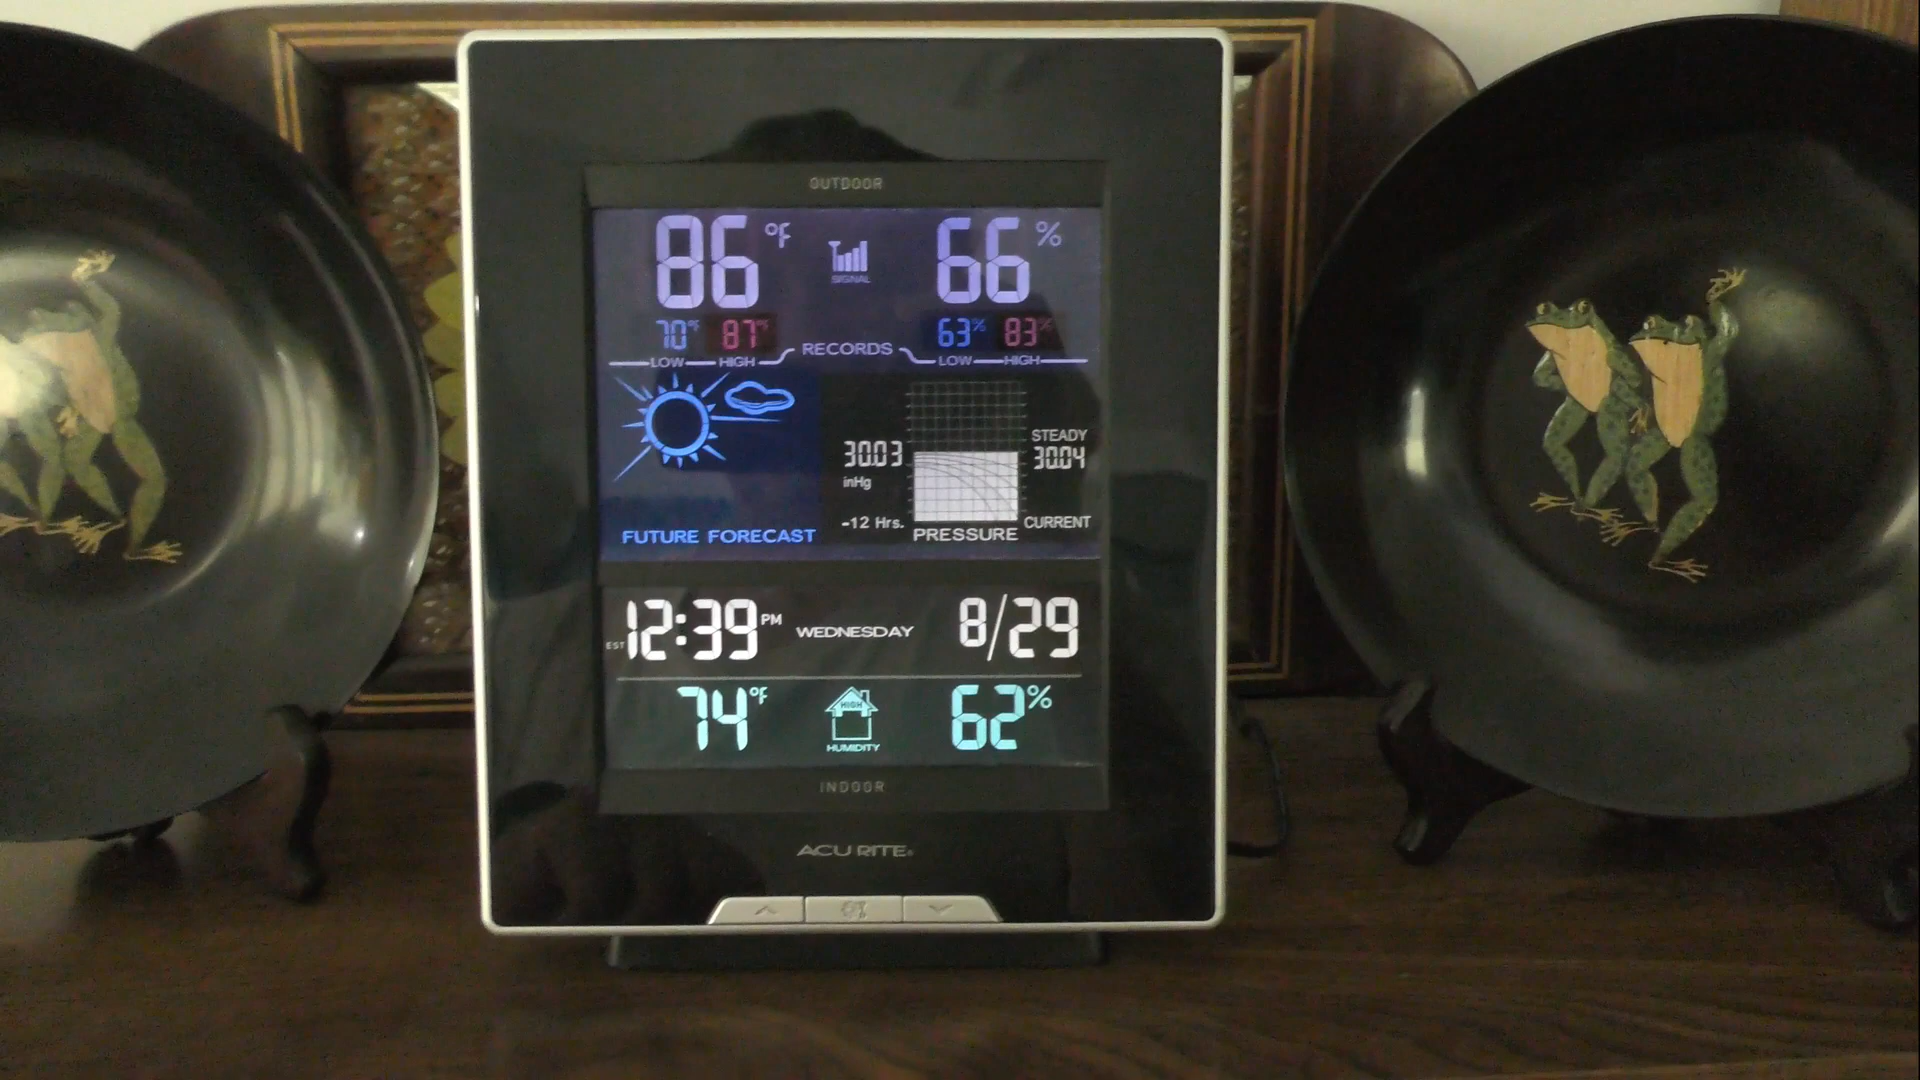 OUTDOOR
86°F SIGNAL 66%
70°F 87°F RECORDS 63% 83%
LOW HIGH LOW HIGH
STEADY
30.03 30.04
inHg
-12 Hrs. CURRENT
FUTURE FORECAST PRESSURE
EST 12:39 PM WEDNESDAY 8/29
74°F HIGH 62%
HUMIDITY
INDOOR
ACURITE®